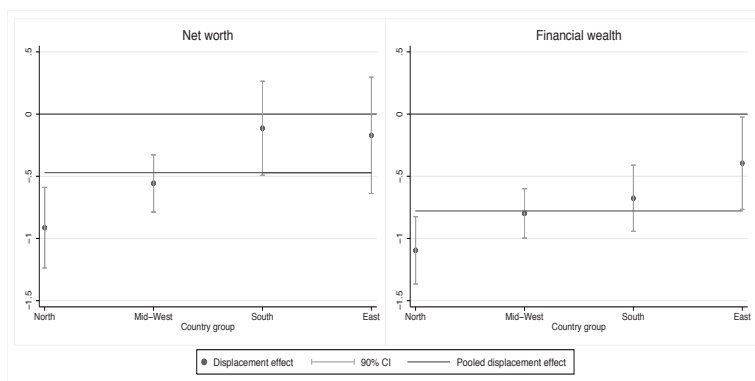 Net worth
.5
0
-.5
-1
-1.5
North
Mid-West
South
East
Country group
Financial wealth
.5
0
-.5
-1
-1.5
North
Mid-West
South
East
Country group
Displacement effect
90% CI
Pooled displacement effect